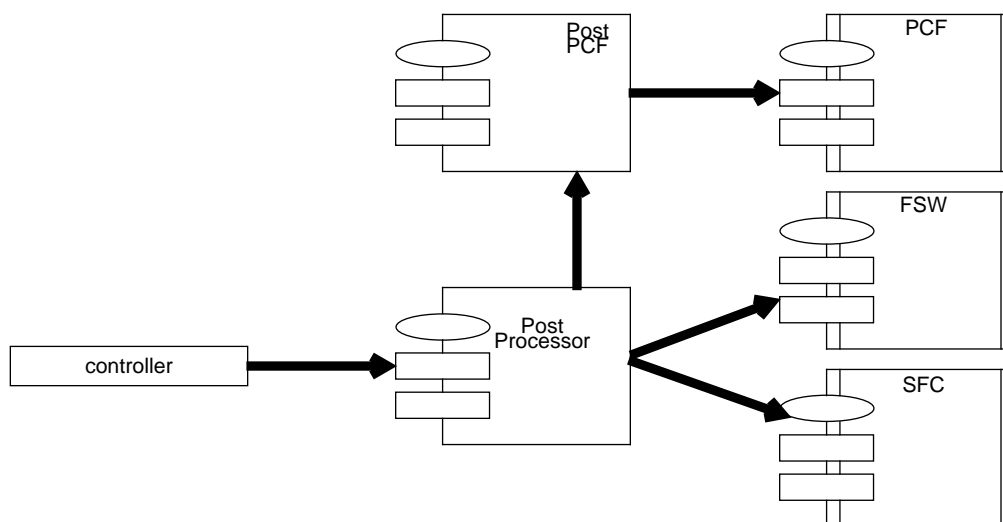 Post
PCF
PCF
FSW
Post
Processor
controller
SFC